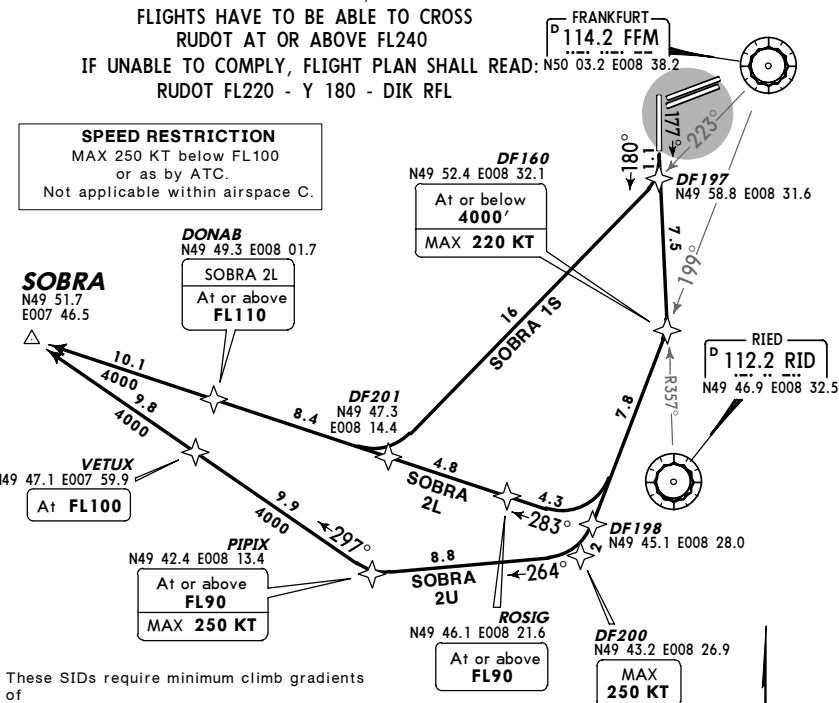 FLIGHTS HAVE TO BE ABLE TO CROSS
RUDOT AT OR ABOVE FL240
IF UNABLE TO COMPLY, FLIGHT PLAN SHALL READ:
RUDOT FL220 - Y 180 - DIK RFL
FRANKFURT
D 114.2 FFM
N50 03.2 E008 38.2
SPEED RESTRICTION
MAX 250 KT below FL100
or as by ATC.
Not applicable within airspace C.
177°
223°
180°
1.1
DF160
N49 52.4 E008 32.1
At or below
4000'
MAX 220 KT
DF197
N49 58.8 E008 31.6
7.5
199°
DONAB
N49 49.3 E008 01.7
SOBRA 2L
At or above
FL110
SOBRA
N49 51.7
E007 46.5
16
SOBRA 1S
RIED
D 112.2 RID
N49 46.9 E008 32.5
R357°
10.1
4000
9.8
4000
8.4
DF201
N49 47.3
E008 14.4
7.8
VETUX
N49 47.1 E007 59.9
At FL100
4.8
SOBRA
2L
4.3
283°
DF198
N49 45.1 E008 28.0
9.9
4000
297°
PIPIX
N49 42.4 E008 13.4
At or above
FL90
MAX 250 KT
8.8
SOBRA
2U
264°
2
ROSIG
N49 46.1 E008 21.6
At or above
FL90
DF200
N49 43.2 E008 26.9
MAX
250 KT
These SIDs require minimum climb gradients
of